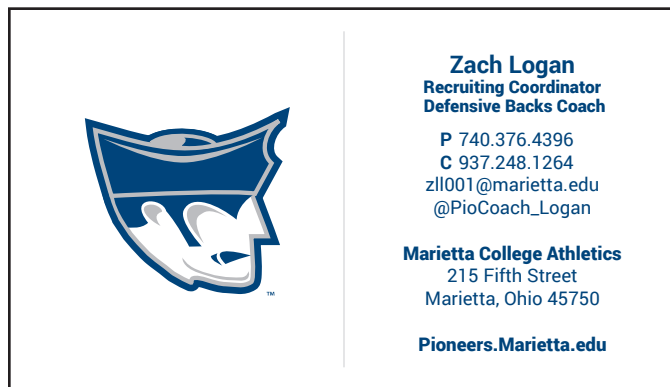 Zach Logan
Recruiting Coordinator
Defensive Backs Coach
P 740.376.4396
C 937.248.1264
zll001@marietta.edu
@PioCoach_Logan
Marietta College Athletics
215 Fifth Street
Marietta, Ohio 45750
Pioneers.Marietta.edu
™